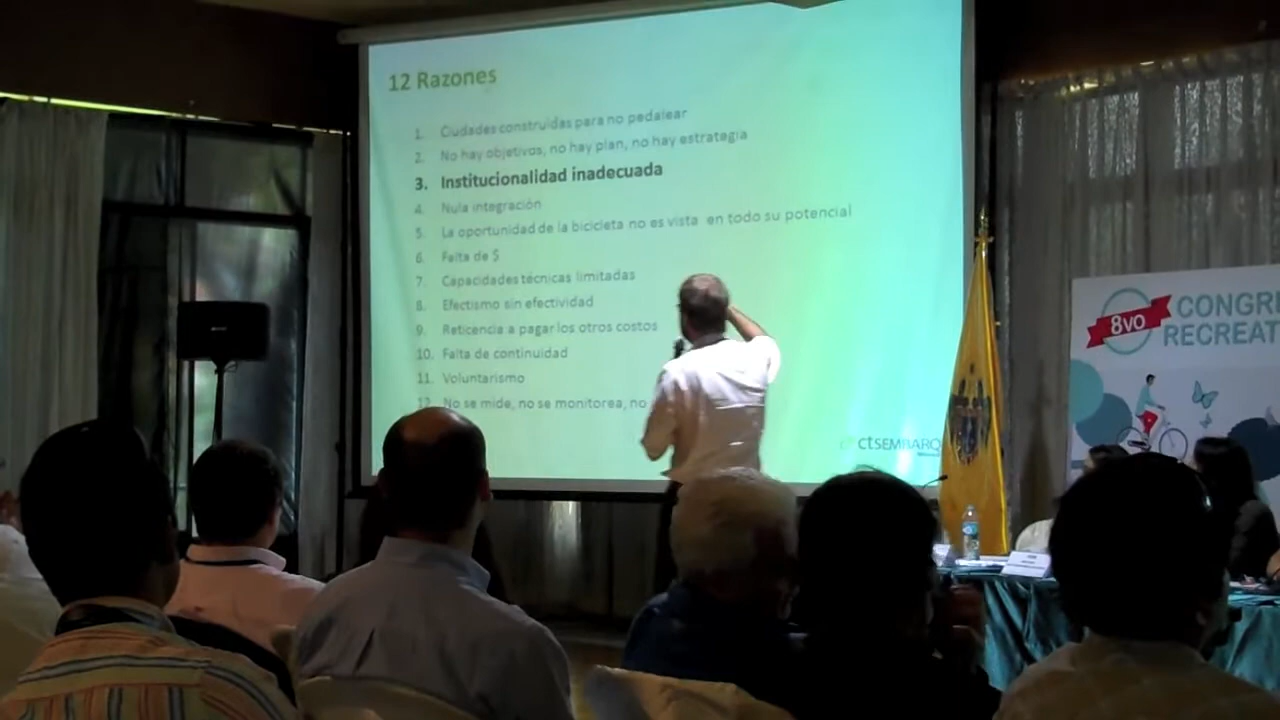 12 Razones
1. Ciudades construidas para no pedalear
2. No hay objetivos, no hay plan, no hay estrategia
3. Institucionalidad inadecuada
4. Nula integración
5. La oportunidad de la bicicleta no es vista en todo su potencial
6. Falta de $
7. Capacidades técnicas limitadas
8. Efectismo sin efectividad
9. Reticencia a pagar los otros costos
10. Falta de continuidad
11. Voluntarismo
12. No se mide, no se monitorea, no
ctSEMBARQ
8VO
CONGR
RECREAT